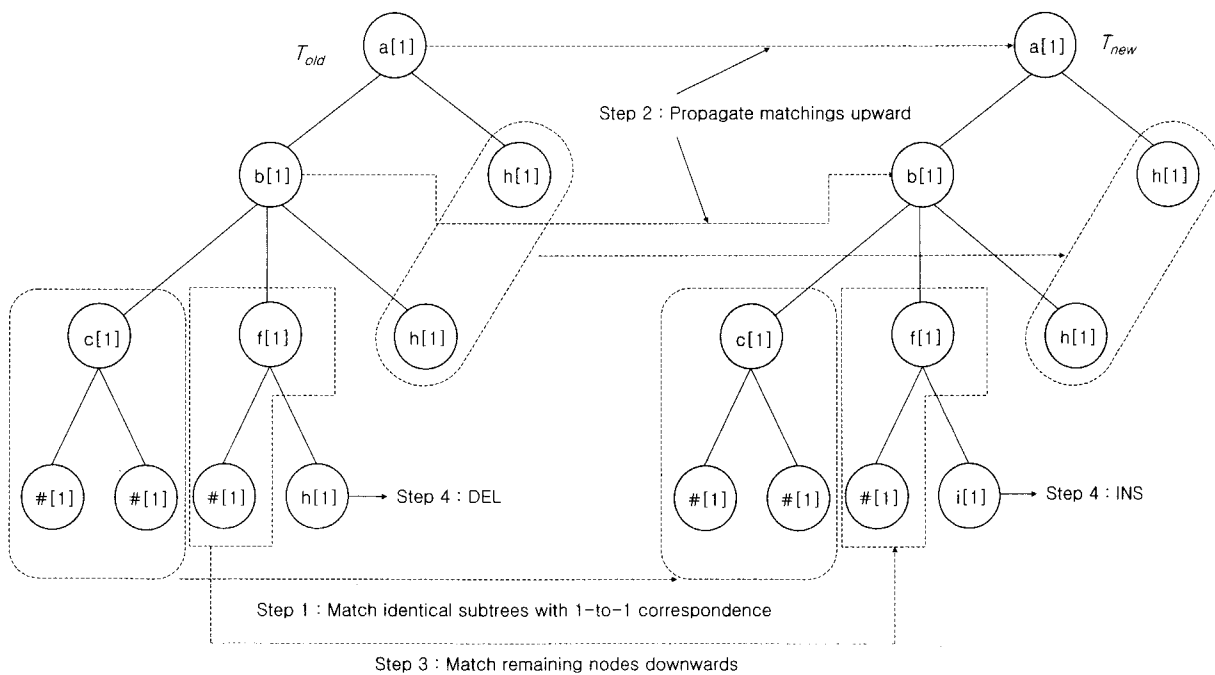 T_old
a[1]
a[1]
T_new
Step 2 : Propagate matchings upward
b[1]
h[1]
b[1]
h[1]
c[1]
f[1}
h[1]
c[1]
f[1]
h[1]
#[1]
#[1]
#[1]
h[1]
Step 4 : DEL
#[1]
#[1]
#[1]
i[1]
Step 4 : INS
Step 1 : Match identical subtrees with 1-to-1 correspondence
Step 3 : Match remaining nodes downwards